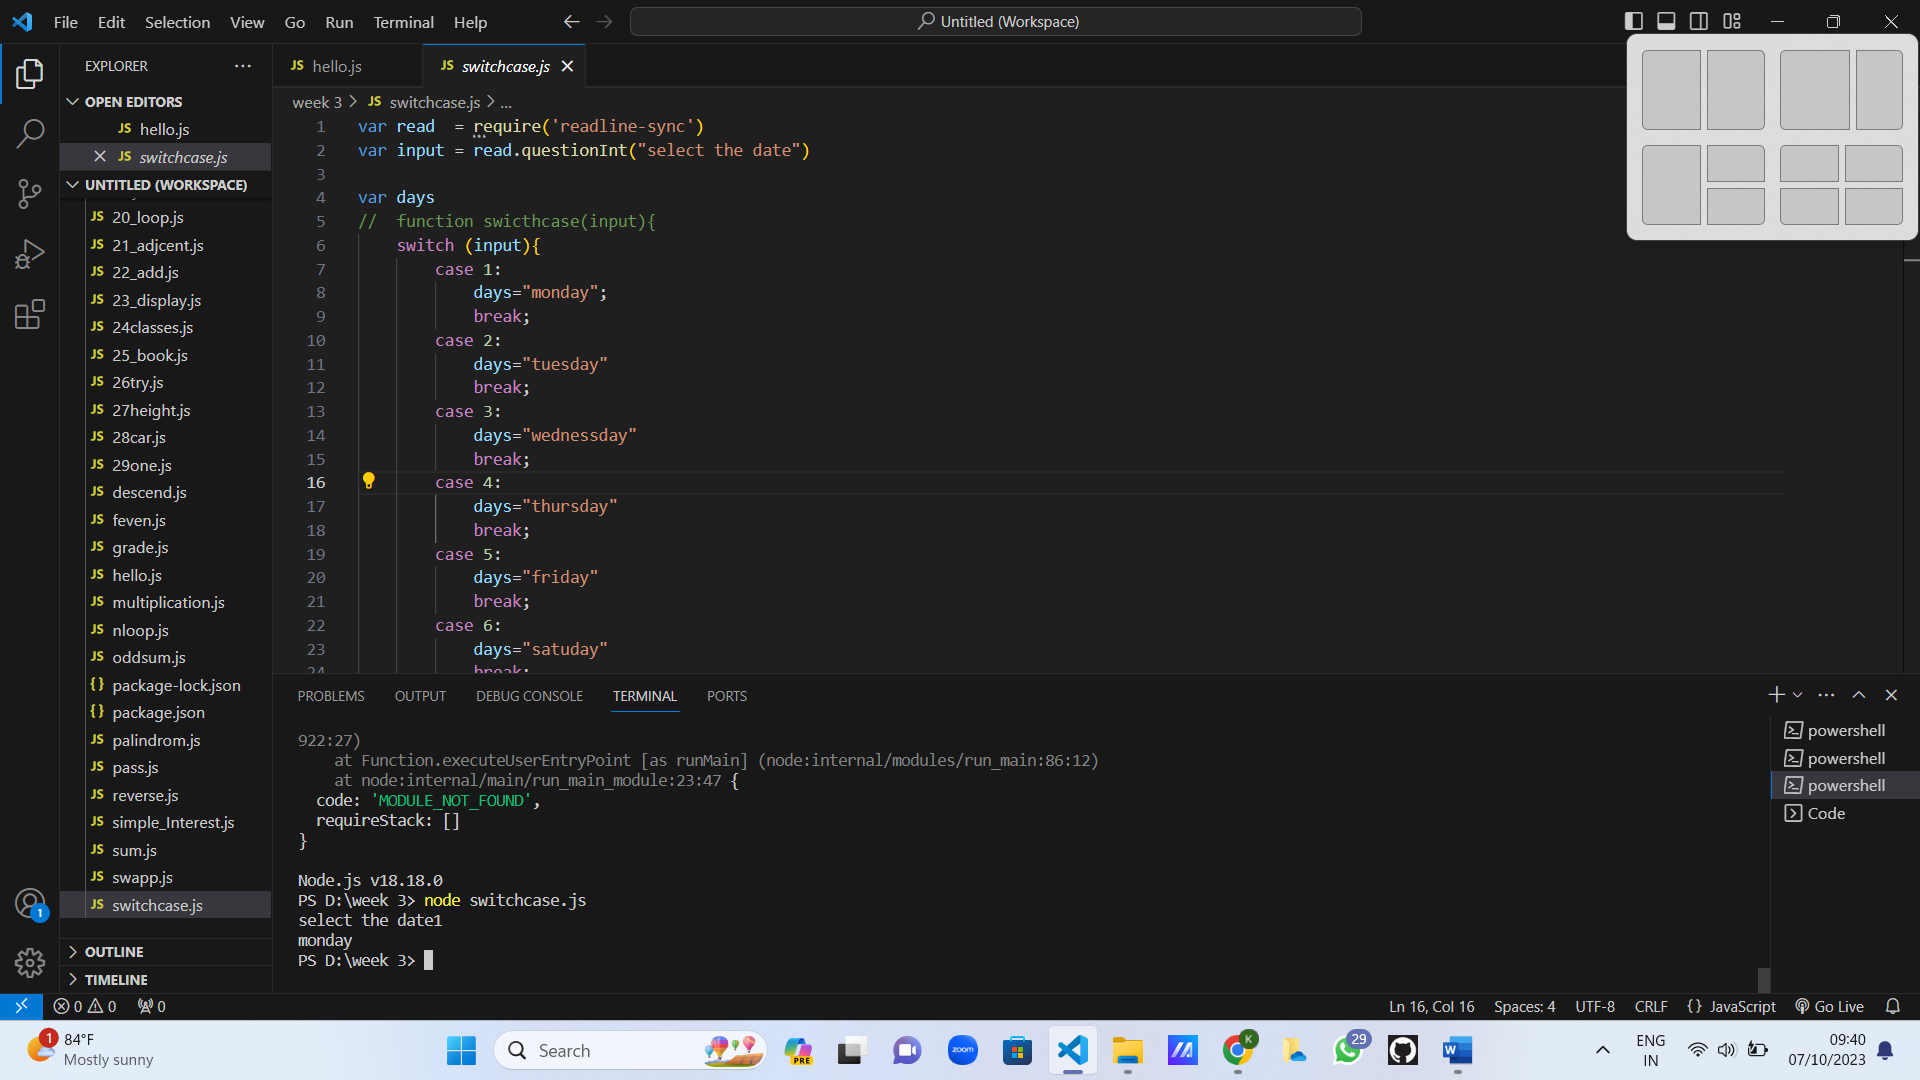 File Edit Selection View Go Run Terminal Help
Untitled (Workspace)
EXPLORER
OPEN EDITORS
JS hello.js
JS switchcase.js
UNTITLED (WORKSPACE)
JS 20_loop.js
JS 21_adjcent.js
JS 22_add.js
JS 23_display.js
JS 24classes.js
JS 25_book.js
JS 26try.js
JS 27height.js
JS 28car.js
JS 29one.js
JS descend.js
JS feven.js
JS grade.js
JS hello.js
JS multiplication.js
JS nloop.js
JS oddsum.js
{} package-lock.json
{} package.json
JS palindrom.js
JS pass.js
JS reverse.js
JS simple_Interest.js
JS sum.js
JS swapp.js
JS switchcase.js
OUTLINE
TIMELINE
1
JS hello.js JS switchcase.js
week 3 > JS switchcase.js > ...
1 var read  = require('readline-sync')
2 var input = read.questionInt("select the date")
3
4 var days
5 //  function swicthcase(input){
6     switch (input){
7         case 1:
8             days="monday";
9             break;
10         case 2:
11             days="tuesday"
12             break;
13         case 3:
14             days="wednessday"
15             break;
16         case 4:
17             days="thursday"
18             break;
19         case 5:
20             days="friday"
21             break;
22         case 6:
23             days="satuday"
24             break;
PROBLEMS OUTPUT DEBUG CONSOLE TERMINAL PORTS
922:27)
    at Function.executeUserEntryPoint [as runMain] (node:internal/modules/run_main:86:12)
    at node:internal/main/run_main_module:23:47 {
  code: 'MODULE_NOT_FOUND',
  requireStack: []
}
Node.js v18.18.0
PS D:\week 3> node switchcase.js
select the date1
monday
PS D:\week 3>
powershell
powershell
powershell
Code
0 0 0
Ln 16, Col 16 Spaces: 4 UTF-8 CRLF {} JavaScript Go Live
1
84°F
Mostly sunny
Search
PRE
zoom
K
29
W
ENG
IN
09:40
07/10/2023